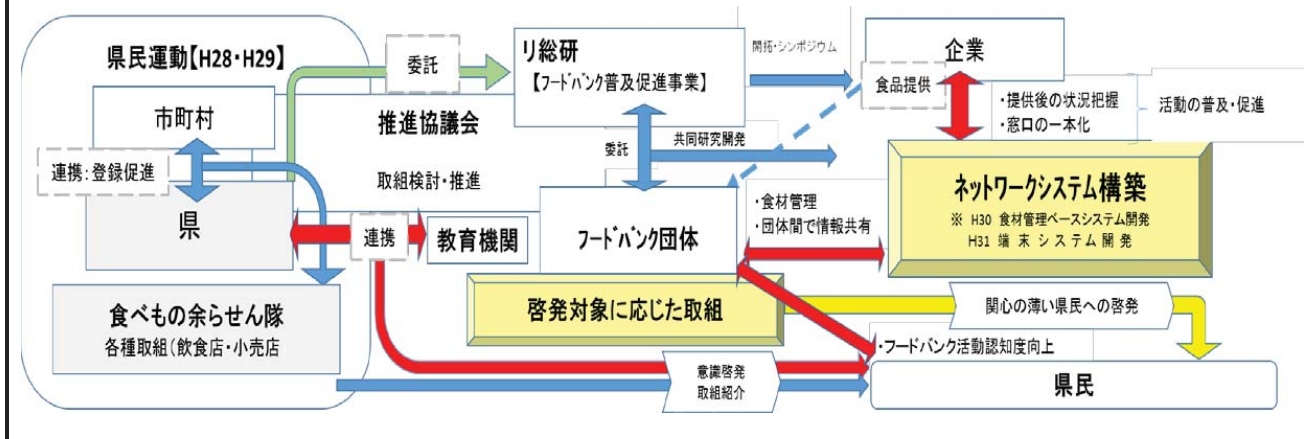 県民運動【H28・H29】
市町村
連携:登録促進
県
食べもの余らせん隊
各種取組(飲食店・小売店
委託
推進協議会
取組検討・推進
連携
教育機関
リ総研
【フードバンク普及促進事業】
委託
共同研究開発
フードバンク団体
啓発対象に応じた取組
開拓・シンポジウム
企業
食品提供
・提供後の状況把握
・窓口の一本化
活動の普及・促進
・食材管理
・団体間で情報共有
ネットワークシステム構築
※ H30 食材管理ベースシステム開発
H31 端末システム開発
関心の薄い県民への啓発
・フードバンク活動認知度向上
意識啓発
取組紹介
県民